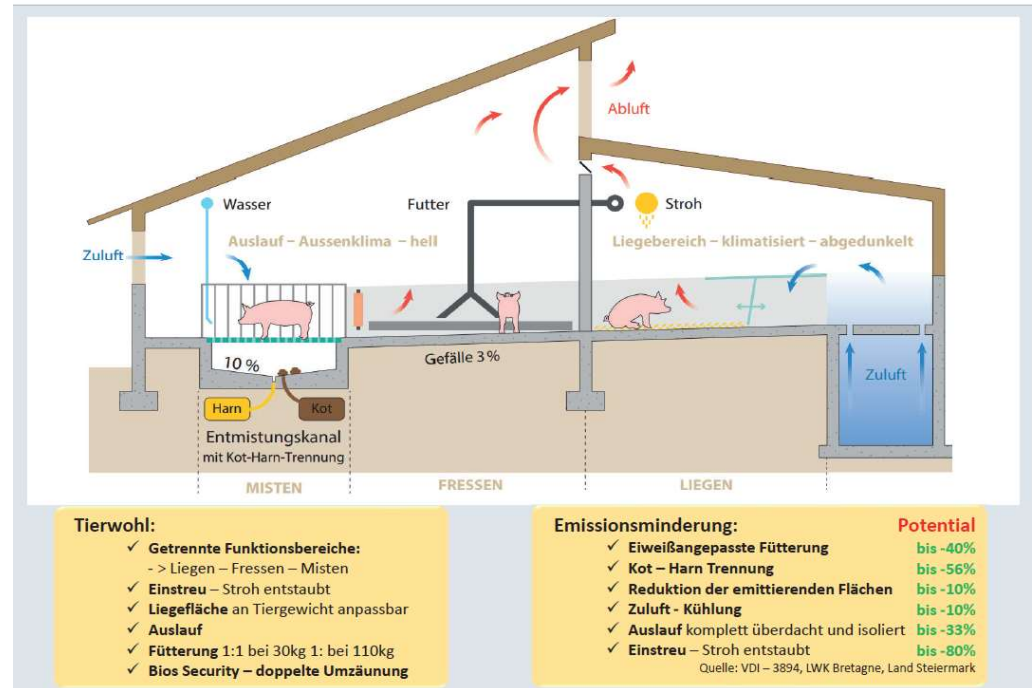 Abluft
Wasser
Futter
Stroh
Auslauf – Aussenklima – hell
Liegebereich – klimatisiert – abgedunkelt
Zuluft
10 %
Gefälle 3 %
Zuluft
Harn
Kot
Entmistungskanal
mit Kot-Harn-Trennung
MISTEN
FRESSEN
LIEGEN
Tierwohl:
✓ Getrennte Funktionsbereiche:
- > Liegen – Fressen – Misten
✓ Einstreu – Stroh entstaubt
✓ Liegefläche an Tiergewicht anpassbar
✓ Auslauf
✓ Fütterung 1:1 bei 30kg 1: bei 110kg
✓ Bios Security – doppelte Umzäunung
Emissionsminderung: Potential
✓ Eiweißangepasste Fütterung bis -40%
✓ Kot – Harn Trennung bis -56%
✓ Reduktion der emittierenden Flächen bis -10%
✓ Zuluft - Kühlung bis -10%
✓ Auslauf komplett überdacht und isoliert bis -33%
✓ Einstreu – Stroh entstaubt bis -80%
Quelle: VDI – 3894, LWK Bretagne, Land Steiermark